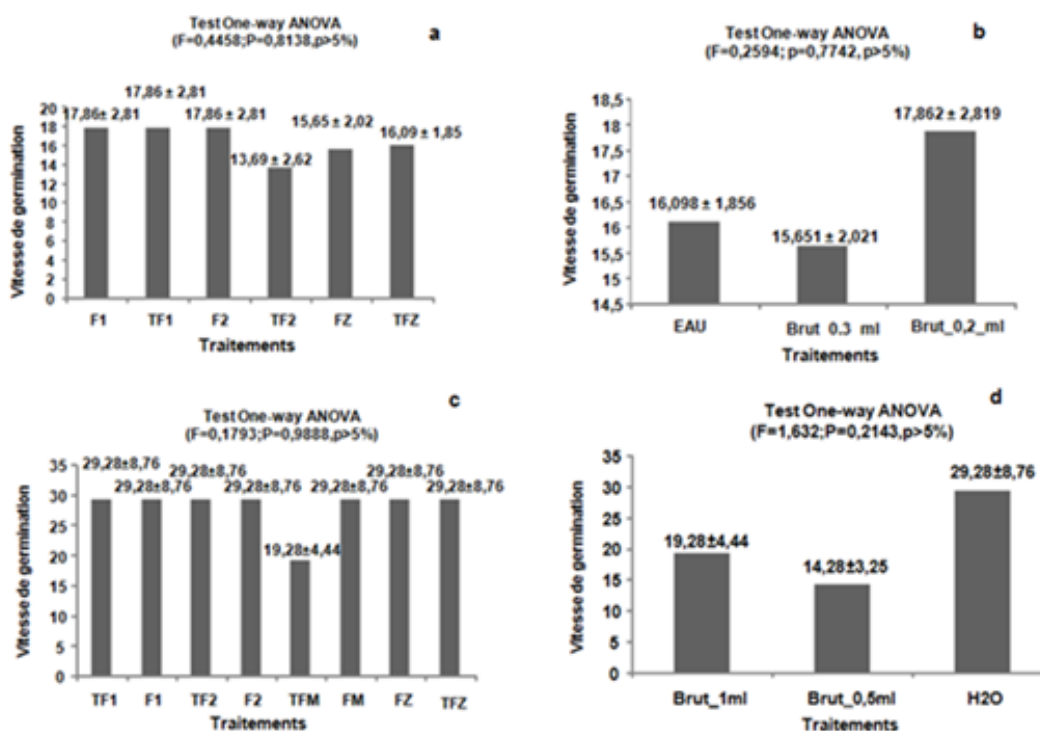 Test One-way ANOVA
(F=0,4458;P=0,8138,p>5%)
a
17,86 ± 2,81
17,86± 2,81
17,86 ± 2,81
13,69 ± 2,62
15,65 ± 2,02
16,09 ± 1,85
Vitesse de germination
20
18
16
14
12
10
8
6
4
2
0
F1 TF1 F2 TF2 FZ TFZ
Traitements
Test One-way ANOVA
(F=0,2594; p=0,7742, p>5%)
b
16,098 ± 1,856
15,651 ± 2,021
17,862 ± 2,819
Vitesse de germination
18,5
18
17,5
17
16,5
16
15,5
15
14,5
EAU Brut 0.3 ml Brut_0,2_ml
Traitements
Test One-way ANOVA
(F=0,1793;P=0,9888,p>5%)
c
29,28±8,76
29,28±8,76
29,28±8,76
29,28±8,76
19,28±4,44
29,28±8,76
29,28±8,76
29,28±8,76
Vitesse de germination
35
30
25
20
15
10
5
0
TF1 F1 TF2 F2 TFM FM FZ TFZ
Traitements
Test One-way ANOVA
(F=1,632;P=0,2143,p>5%)
d
19,28±4,44
14,28±3,25
29,28±8,76
Vitesse de germination
35
30
25
20
15
10
5
0
Brut_1ml Brut_0,5ml H2O
Traitements